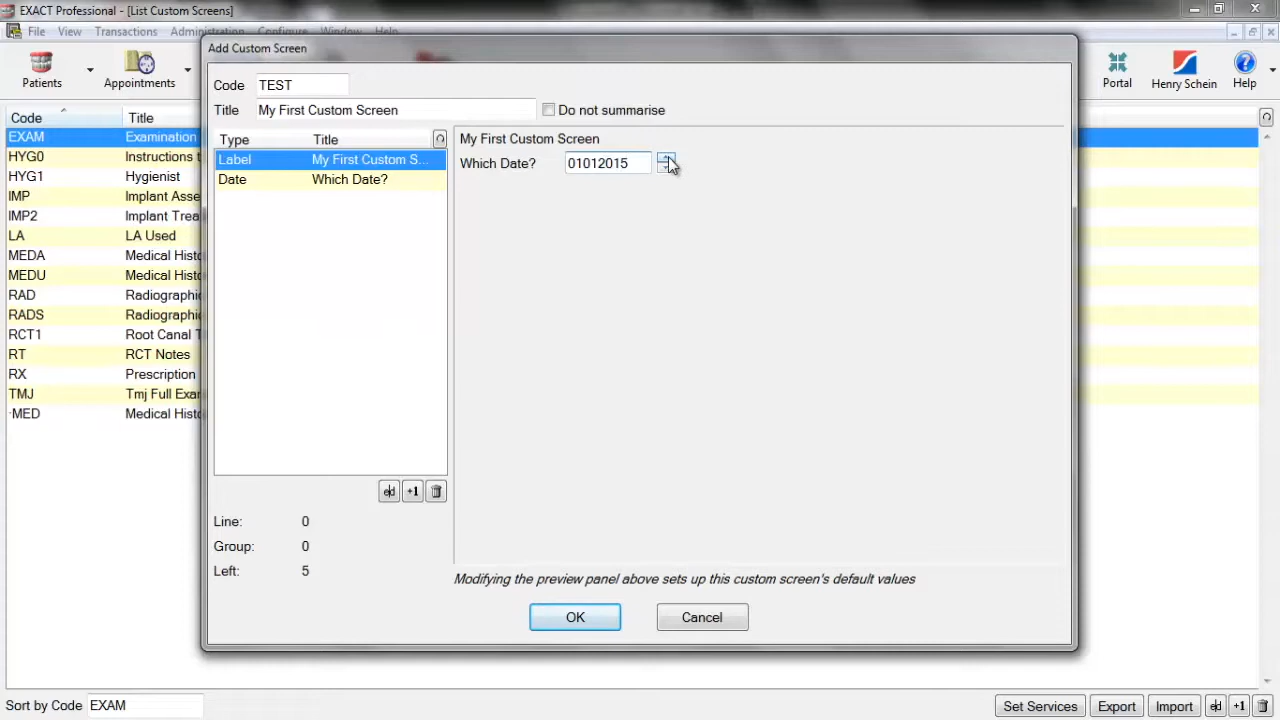 EXACT Professional - [List Custom Screens]
File View Transactions Administration Configure Window Help
Patients
Appointments
Portal
Henry Schein
Help
Code Title
EXAM Examination
HYG0 Instructions t
HYG1 Hygienist
IMP Implant Asse
IMP2 Implant Trea
LA LA Used
MEDA Medical Histo
MEDU Medical Histo
RAD Radiographic
RADS Radiographic
RCT1 Root Canal T
RT RCT Notes
RX Prescription
TMJ Tmj Full Exar
·MED Medical Histo
Add Custom Screen
Code TEST
Title My First Custom Screen Do not summarise
Type Title
Label My First Custom S...
Date Which Date?
My First Custom Screen
Which Date? 01012015
+1
Line: 0
Group: 0
Left: 5
Modifying the preview panel above sets up this custom screen's default values
OK Cancel
Sort by Code EXAM
Set Services Export Import +1